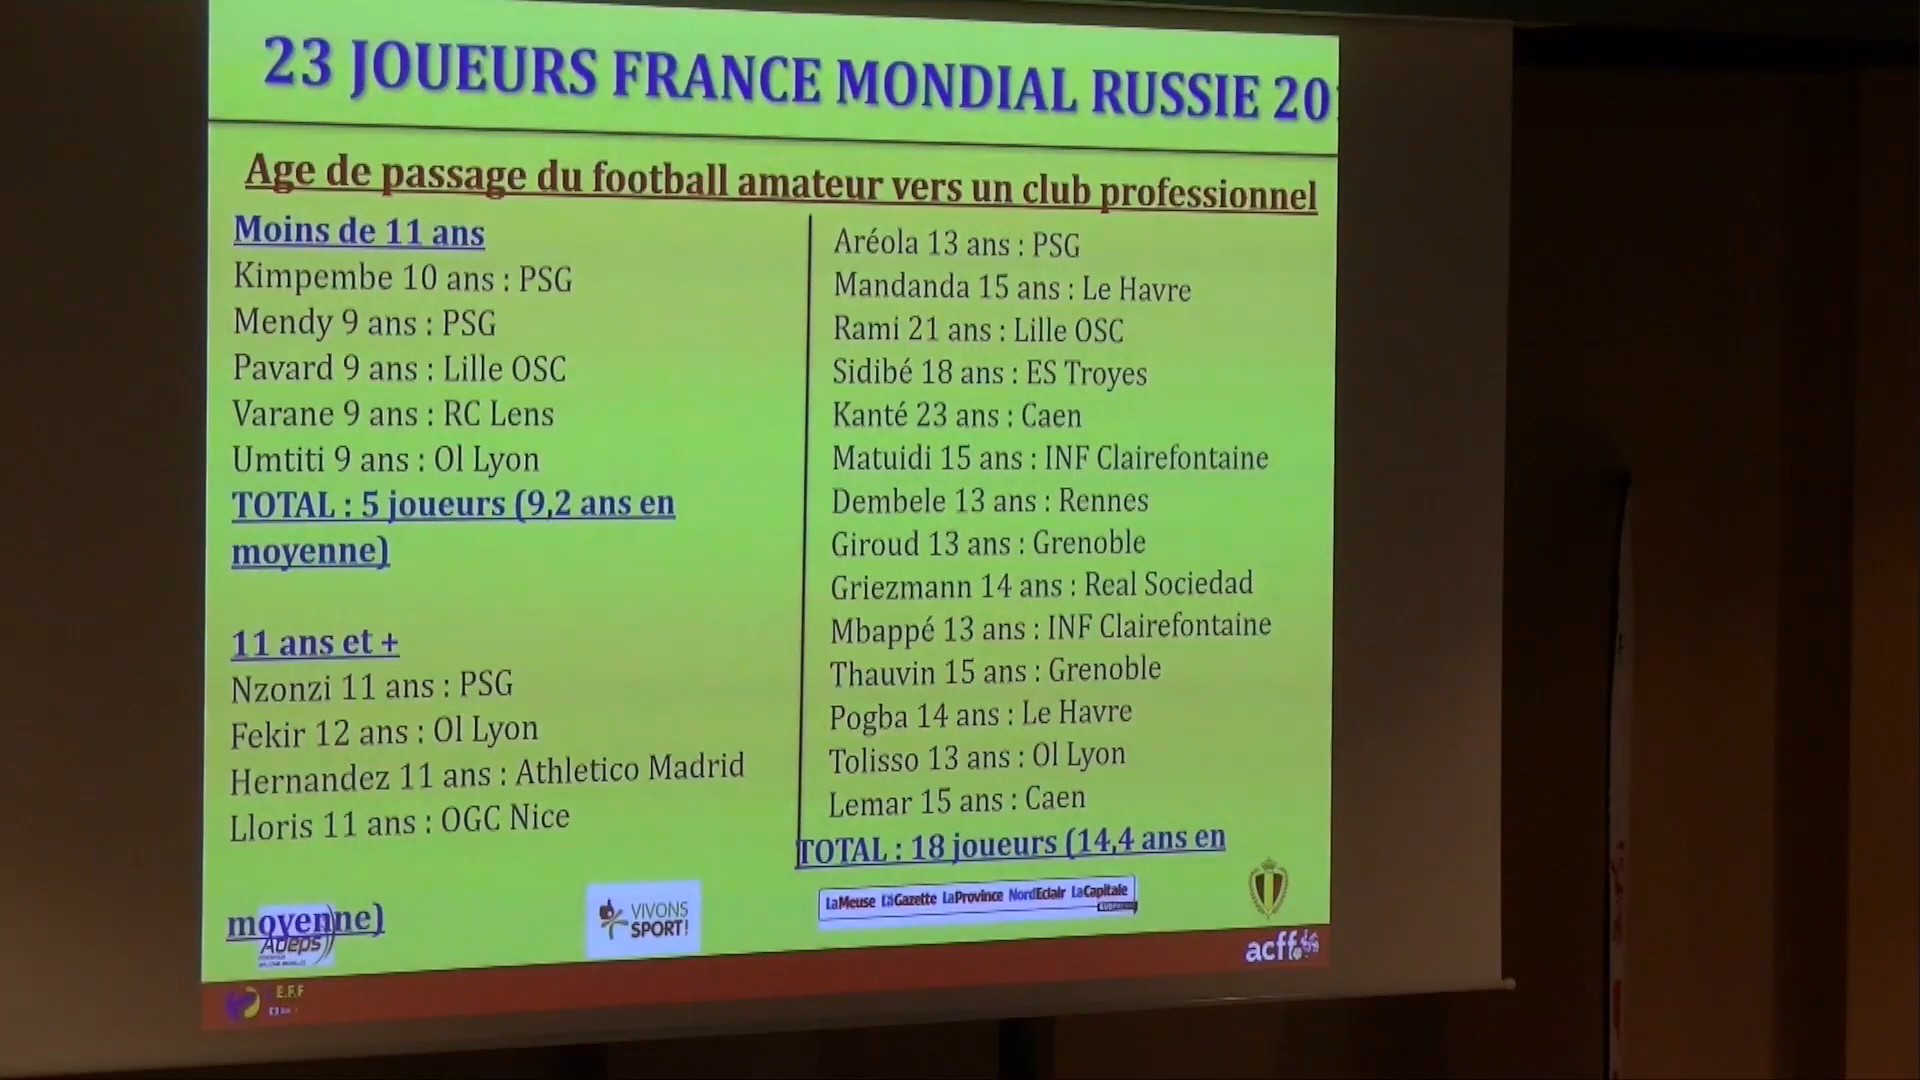 23 JOUEURS FRANCE MONDIAL RUSSIE 20
Age de passage du football amateur vers un club professionnel
Moins de 11 ans
Kimpembe 10 ans : PSG
Mendy 9 ans : PSG
Pavard 9 ans : Lille OSC
Varane 9 ans : RC Lens
Umtiti 9 ans : Ol Lyon
TOTAL : 5 joueurs (9,2 ans en
moyenne)
11 ans et +
Nzonzi 11 ans : PSG
Fekir 12 ans : Ol Lyon
Hernandez 11 ans : Athletico Madrid
Lloris 11 ans : OGC Nice
Aréola 13 ans : PSG
Mandanda 15 ans : Le Havre
Rami 21 ans : Lille OSC
Sidibé 18 ans : ES Troyes
Kanté 23 ans : Caen
Matuidi 15 ans : INF Clairefontaine
Dembele 13 ans : Rennes
Giroud 13 ans : Grenoble
Griezmann 14 ans : Real Sociedad
Mbappé 13 ans : INF Clairefontaine
Thauvin 15 ans : Grenoble
Pogba 14 ans : Le Havre
Tolisso 13 ans : Ol Lyon
Lemar 15 ans : Caen
TOTAL : 18 joueurs (14,4 ans en
moyenne)
Adeps
VIVONS
SPORT!
LaMeuse LaGazette LaProvince NordEclair LaCapitale
acff
E.F.F